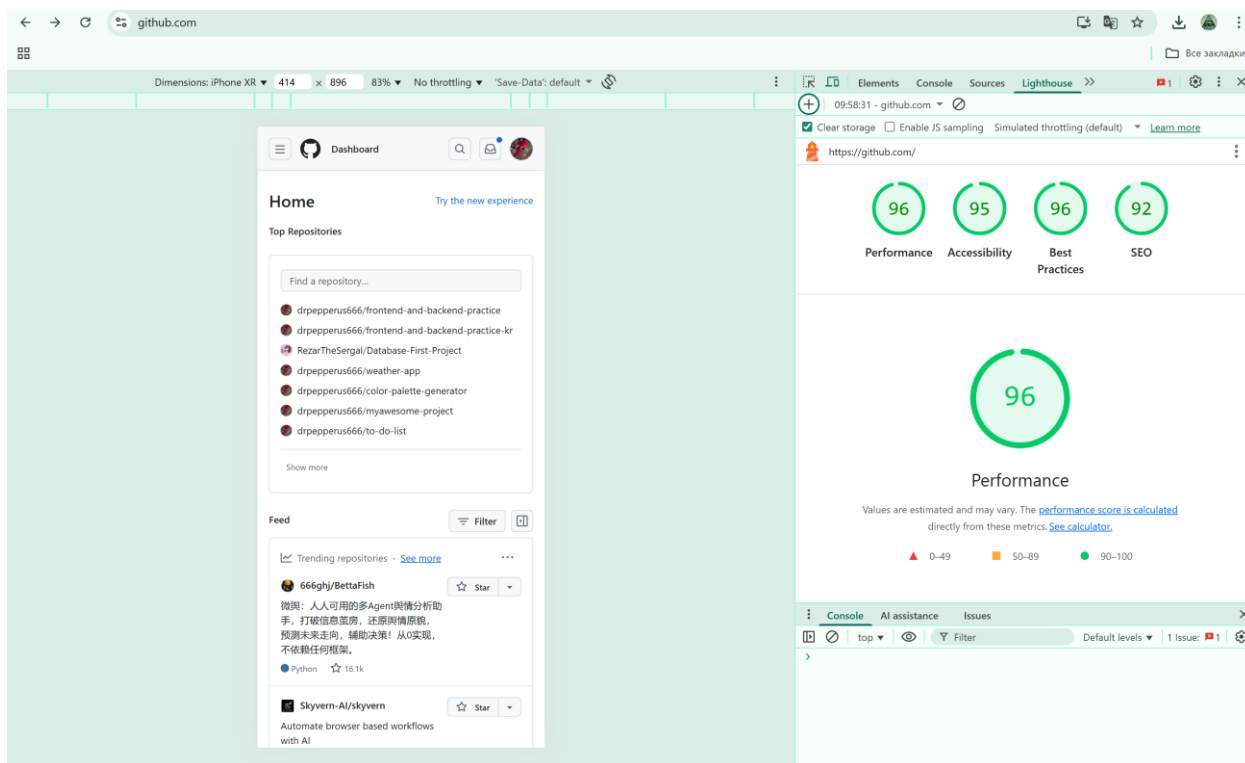 github.com
Все закладки
Dimensions: iPhone XR 414 × 896 83% No throttling 'Save-Data': default
Elements Console Sources Lighthouse 1
09:58:31 - github.com
Clear storage Enable JS sampling Simulated throttling (default) Learn more
https://github.com/
96 95 96 92
Performance Accessibility Best Practices SEO
96
Performance
Values are estimated and may vary. The performance score is calculated
directly from these metrics. See calculator.
0–49 50–89 90–100
Console AI assistance Issues
top Filter Default levels 1 Issue: 1
Dashboard
Home Try the new experience
Top Repositories
Find a repository...
drpepperus666/frontend-and-backend-practice
drpepperus666/frontend-and-backend-practice-kr
RezarTheSergal/Database-First-Project
drpepperus666/weather-app
drpepperus666/color-palette-generator
drpepperus666/myawesome-project
drpepperus666/to-do-list
Show more
Feed Filter
Trending repositories - See more
666ghj/BettaFish Star
微舆：人人可用的多Agent舆情分析助
手，打破信息茧房，还原舆情原貌，
预测未来走向，辅助决策！从0实现，
不依赖任何框架。
Python 16.1k
Skyvern-AI/skyvern Star
Automate browser based workflows
with AI